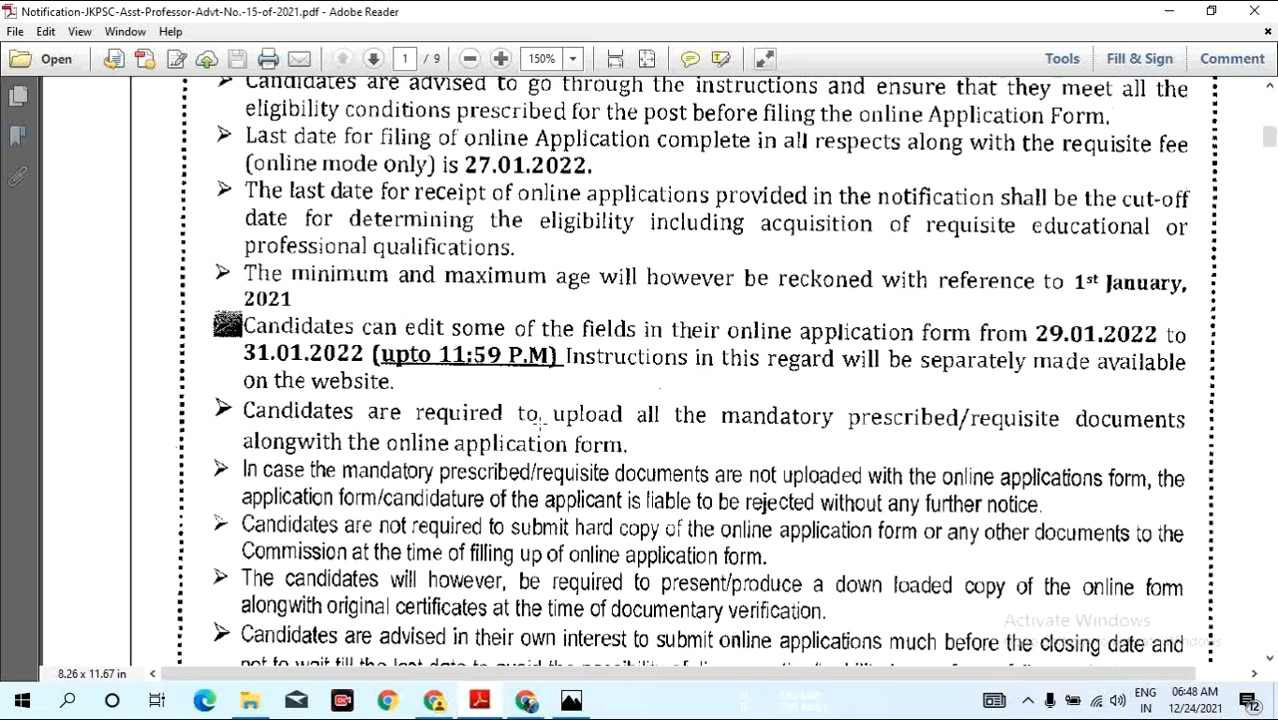 Notification-JKPSC-Asst-Professor-Advt-No.-15-of-2021.pdf - Adobe Reader
File Edit View Window Help
Open 1 / 9 150% Tools Fill & Sign Comment
Candidates are advised to go through the instructions and ensure that they meet all the
eligibility conditions prescribed for the post before filing the online Application Form.
Last date for filing of online Application complete in all respects along with the requisite fee
(online mode only) is 27.01.2022.
The last date for receipt of online applications provided in the notification shall be the cut-off
date for determining the eligibility including acquisition of requisite educational or
professional qualifications.
The minimum and maximum age will however be reckoned with reference to 1st January,
2021
Candidates can edit some of the fields in their online application form from 29.01.2022 to
31.01.2022 (upto 11:59 P.M) Instructions in this regard will be separately made available
on the website.
Candidates are required to upload all the mandatory prescribed/requisite documents
alongwith the online application form.
In case the mandatory prescribed/requisite documents are not uploaded with the online applications form, the
application form/candidature of the applicant is liable to be rejected without any further notice.
Candidates are not required to submit hard copy of the online application form or any other documents to the
Commission at the time of filling up of online application form.
The candidates will however, be required to present/produce a down loaded copy of the online form
alongwith original certificates at the time of documentary verification.
Activate Windows
Candidates are advised in their own interest to submit online applications much before the closing date and
not to wait till the last date to avoid the possibility of
8.26 x 11.67 in
ENG 06:48 AM
IN 12/24/2021 12